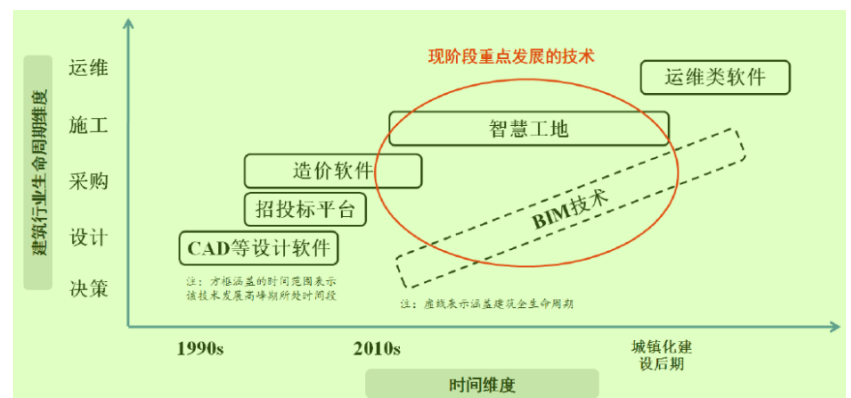 现阶段重点发展的技术
建筑行业生命周期维度
运维
运维类软件
施工
智慧工地
采购
造价软件
招投标平台
BIM技术
设计
CAD等设计软件
决策
注：方框涵盖的时间范围表示
该技术发展高峰期所处时间段
注：虚线表示涵盖建筑全生命周期
1990s
2010s
城镇化建
设后期
时间维度